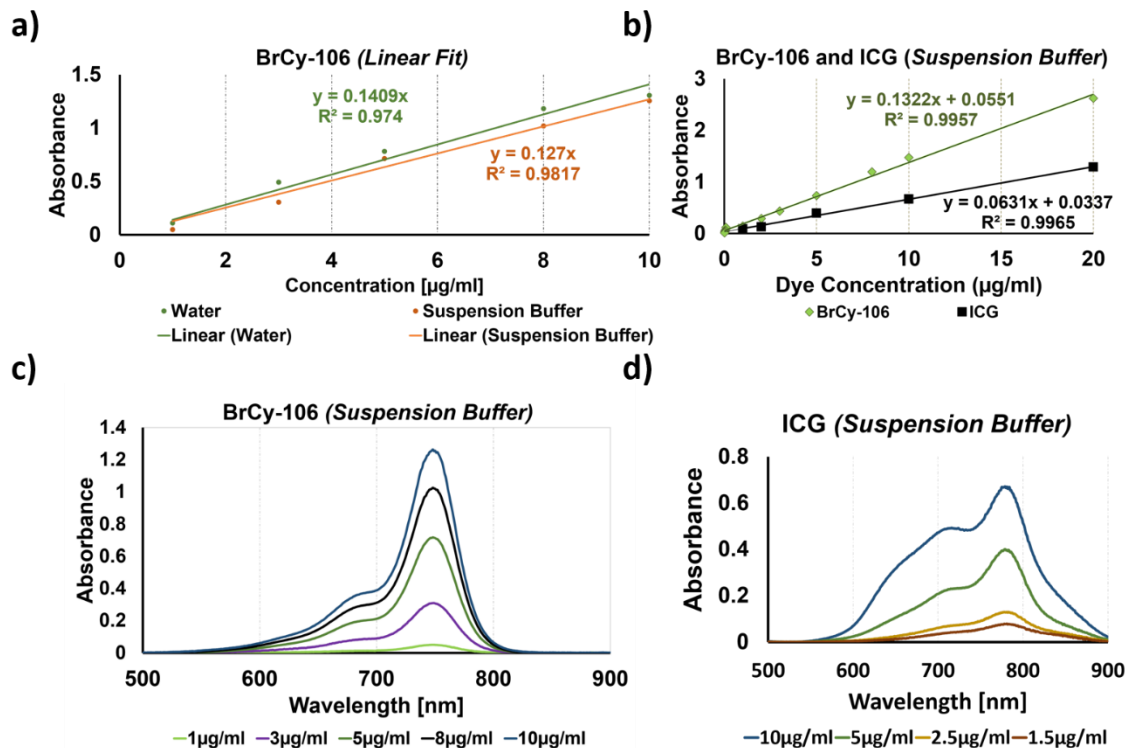 a)
BrCy-106 (Linear Fit)
Absorbance
1.5
1
0.5
0
y = 0.1409x
R² = 0.974
y = 0.127x
R² = 0.9817
0 2 4 6 8 10
Concentration [µg/ml]
Water
Suspension Buffer
Linear (Water)
Linear (Suspension Buffer)
b)
BrCy-106 and ICG (Suspension Buffer)
Absorbance
3
2
1
0
y = 0.1322x + 0.0551
R² = 0.9957
y = 0.0631x + 0.0337
R² = 0.9965
0 5 10 15 20
Dye Concentration (µg/ml)
BrCy-106
ICG
c)
BrCy-106 (Suspension Buffer)
Absorbance
1.4
1.2
1
0.8
0.6
0.4
0.2
0
500 600 700 800 900
Wavelength [nm]
1µg/ml 3µg/ml 5µg/ml 8µg/ml 10µg/ml
d)
ICG (Suspension Buffer)
Absorbance
0.8
0.6
0.4
0.2
0
500 600 700 800 900
Wavelength [nm]
10µg/ml 5µg/ml 2.5µg/ml 1.5µg/ml